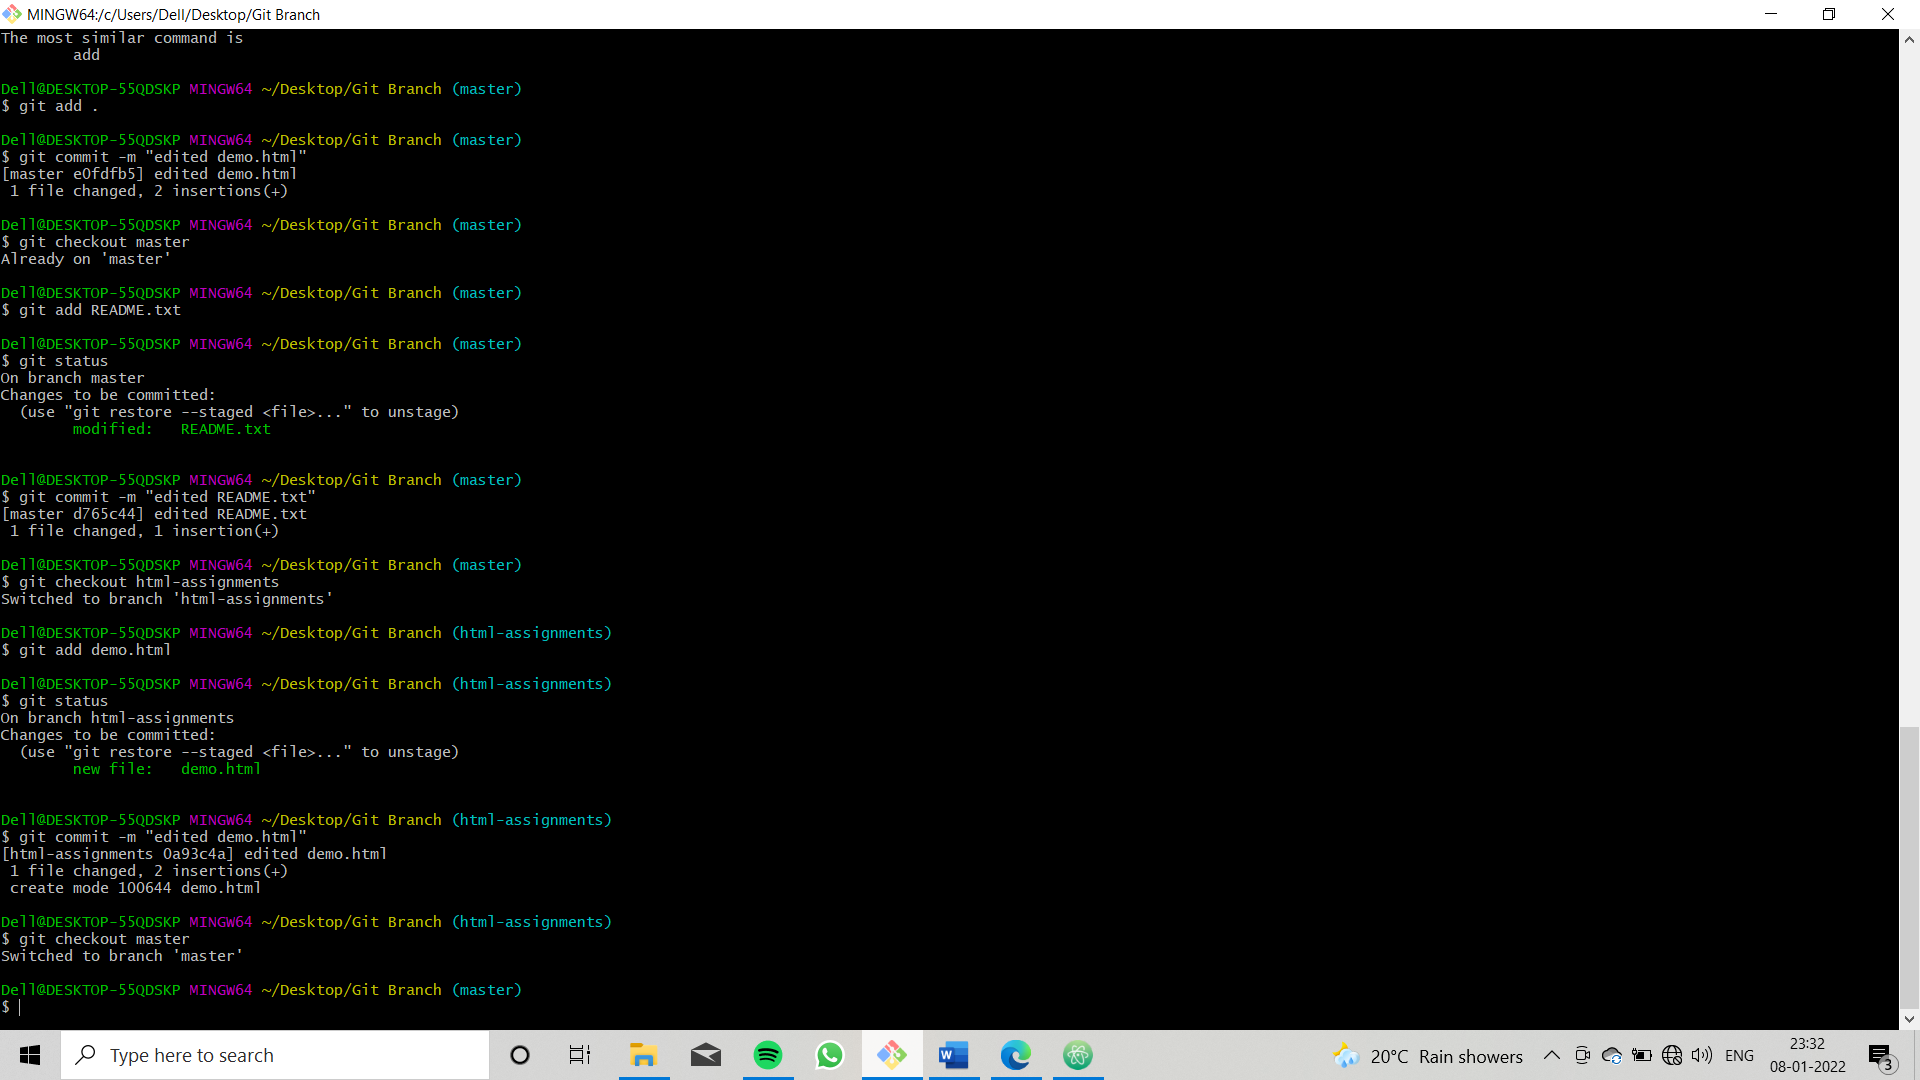 MINGW64:/c/Users/Dell/Desktop/Git Branch
The most similar command is
        add
Dell@DESKTOP-55QDSKP MINGW64 ~/Desktop/Git Branch (master)
$ git add .
Dell@DESKTOP-55QDSKP MINGW64 ~/Desktop/Git Branch (master)
$ git commit -m "edited demo.html"
[master e0fdfb5] edited demo.html
 1 file changed, 2 insertions(+)
Dell@DESKTOP-55QDSKP MINGW64 ~/Desktop/Git Branch (master)
$ git checkout master
Already on 'master'
Dell@DESKTOP-55QDSKP MINGW64 ~/Desktop/Git Branch (master)
$ git add README.txt
Dell@DESKTOP-55QDSKP MINGW64 ~/Desktop/Git Branch (master)
$ git status
On branch master
Changes to be committed:
  (use "git restore --staged <file>..." to unstage)
        modified:   README.txt
Dell@DESKTOP-55QDSKP MINGW64 ~/Desktop/Git Branch (master)
$ git commit -m "edited README.txt"
[master d765c44] edited README.txt
 1 file changed, 1 insertion(+)
Dell@DESKTOP-55QDSKP MINGW64 ~/Desktop/Git Branch (master)
$ git checkout html-assignments
Switched to branch 'html-assignments'
Dell@DESKTOP-55QDSKP MINGW64 ~/Desktop/Git Branch (html-assignments)
$ git add demo.html
Dell@DESKTOP-55QDSKP MINGW64 ~/Desktop/Git Branch (html-assignments)
$ git status
On branch html-assignments
Changes to be committed:
  (use "git restore --staged <file>..." to unstage)
        new file:   demo.html
Dell@DESKTOP-55QDSKP MINGW64 ~/Desktop/Git Branch (html-assignments)
$ git commit -m "edited demo.html"
[html-assignments 0a93c4a] edited demo.html
 1 file changed, 2 insertions(+)
 create mode 100644 demo.html
Dell@DESKTOP-55QDSKP MINGW64 ~/Desktop/Git Branch (html-assignments)
$ git checkout master
Switched to branch 'master'
Dell@DESKTOP-55QDSKP MINGW64 ~/Desktop/Git Branch (master)
$
Type here to search
W
20°C Rain showers
ENG
23:32
08-01-2022
3